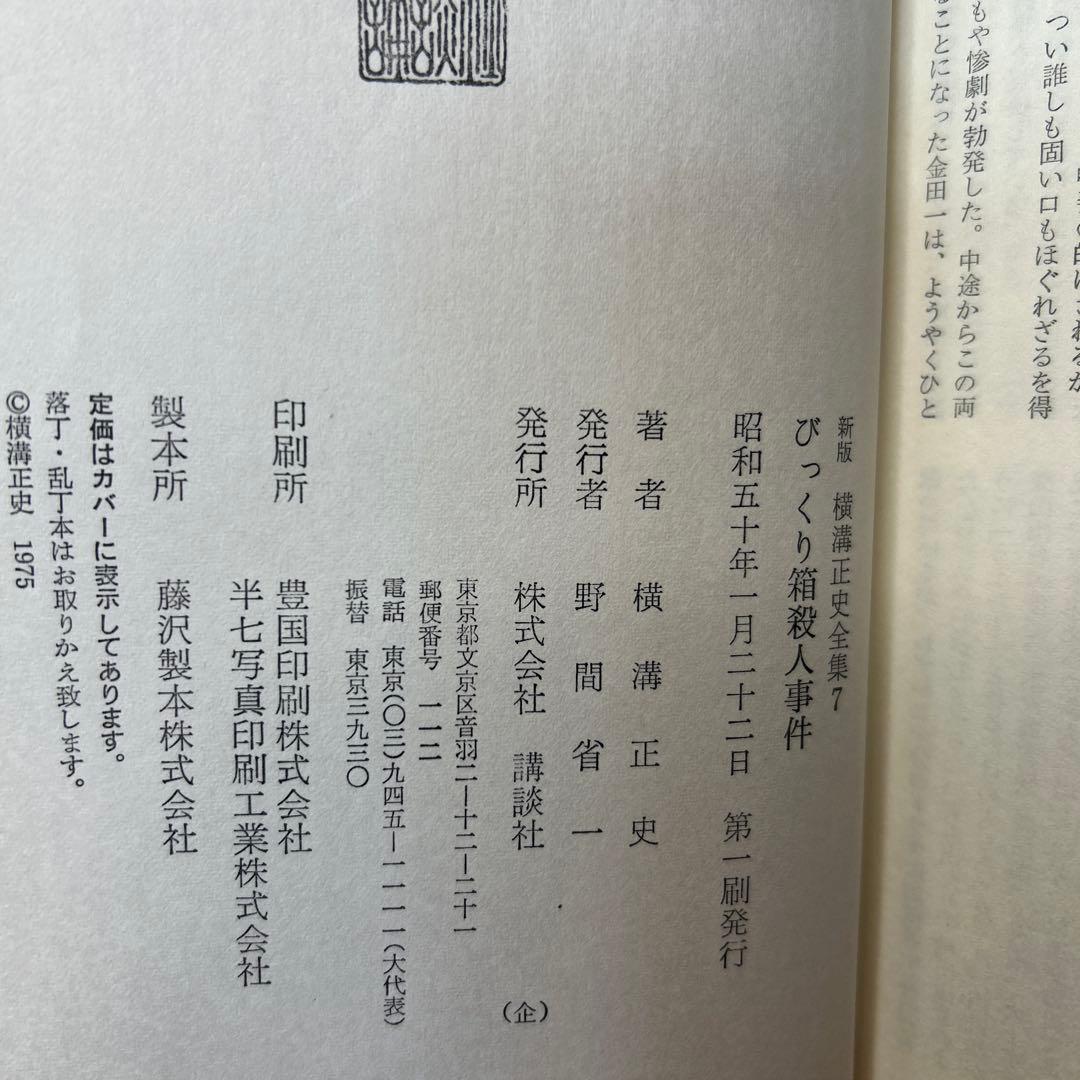 つい誰しも固い口もほぐれざるを得
もや惨劇が勃発した。中途からこの両
ることになった金田一は、ようやくひと
新版 横溝正史全集7
びっくり箱殺人事件
昭和五十年一月二十二日 第一刷発行
著者 横溝正史
発行者 野間省一
発行所 株式会社 講談社
東京都文京区音羽二―十二―二十一
郵便番号 一一二
電話 東京(〇三)九四五―一一一一(大代表)
振替 東京三九三〇
印刷所 豊国印刷株式会社
半七写真印刷工業株式会社
製本所 藤沢製本株式会社
定価はカバーに表示してあります。
落丁・乱丁本はお取りかえ致します。
©横溝正史 1975
(企)